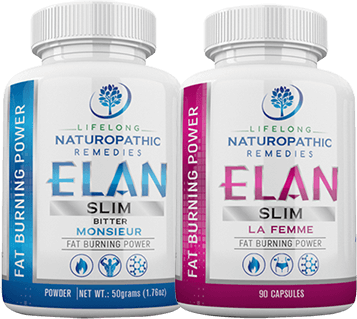 FAT BURNING POWER
LIFELONG
NATUROPATHIC
REMEDIES
ELAN
SLIM
BITTER
MONSIEUR
FAT BURNING POWER
POWDER NET WT.: 50grams (1.76oz)
FAT BURNING POWER
LIFELONG
NATUROPATHIC
REMEDIES
ELAN
SLIM
LA FEMME
FAT BURNING POWER
90 CAPSULES